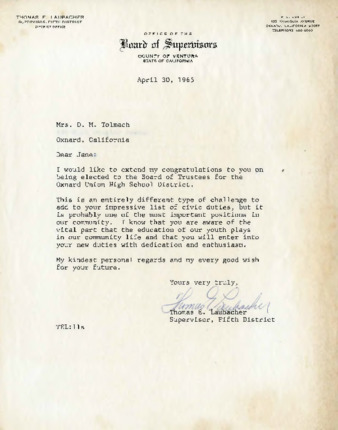 THOMAS E. LAUBACHER
SUPERVISOR, FIFTH DISTRICT
OFFICE OF THE
Board of Supervisors
COUNTY OF VENTURA
STATE OF CALIFORNIA
April 30, 1965
Mrs. D. M. Tolmach
Oxnard, California
Dear Jane:
I would like to extend my congratulations to you on
being elected to the Board of Trustees for the
Oxnard Union High School District.
This is an entirely different type of challenge to
add to your impressive list of civic duties, but it
is probably one of the most important positions in
our community. I know that you are aware of the
vital part that the education of our youth plays
in our community life and that you will enter into
your new duties with dedication and enthusiasm.
My kindest personal regards and my every good wish
for your future.
Yours very truly,
Thomas E. Laubacher
Thomas E. Laubacher
Supervisor, Fifth District
TEL:lls